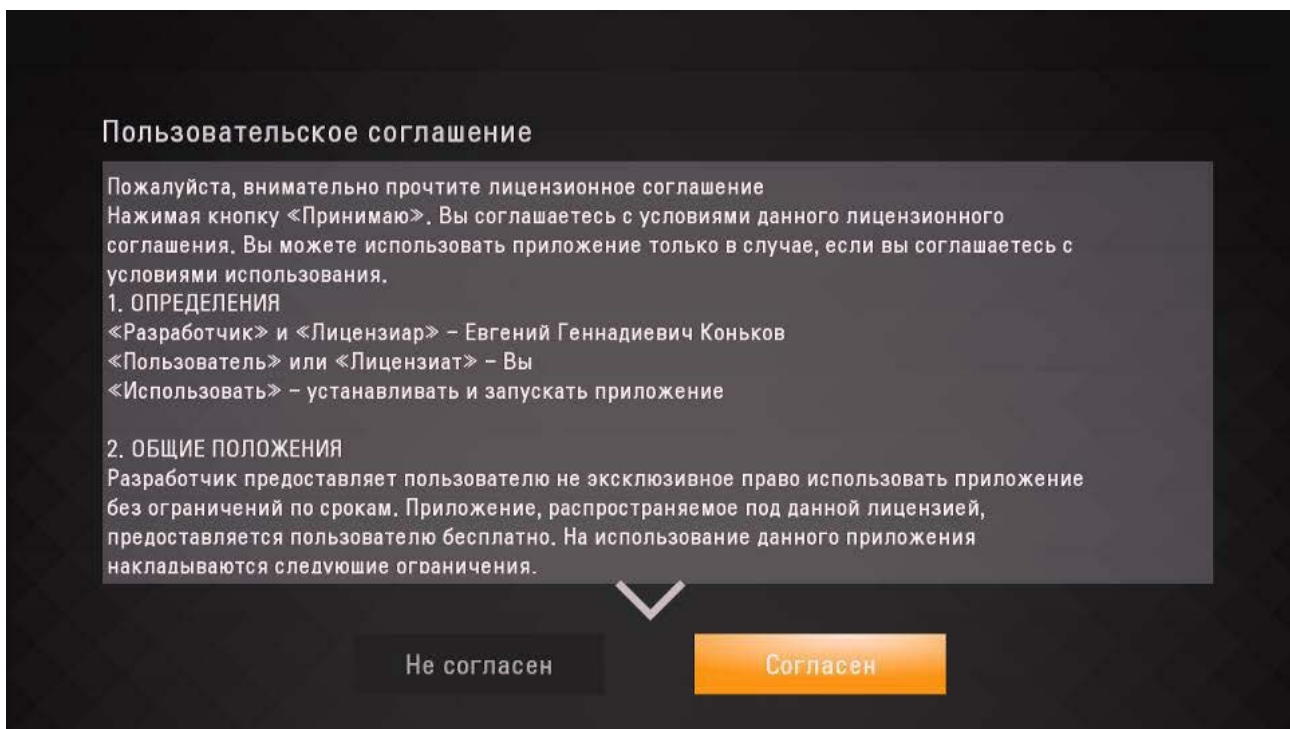 Пользовательское соглашение
Пожалуйста, внимательно прочтите лицензионное соглашение
Нажимая кнопку «Принимаю». Вы соглашаетесь с условиями данного лицензионного
соглашения. Вы можете использовать приложение только в случае, если вы соглашаетесь с
условиями использования.
1. ОПРЕДЕЛЕНИЯ
«Разработчик» и «Лицензиар» – Евгений Геннадиевич Коньков
«Пользователь» или «Лицензиат» – Вы
«Использовать» – устанавливать и запускать приложение
2. ОБЩИЕ ПОЛОЖЕНИЯ
Разработчик предоставляет пользователю не эксклюзивное право использовать приложение
без ограничений по срокам. Приложение, распространяемое под данной лицензией,
предоставляется пользователю бесплатно. На использование данного приложения
накладываются следующие ограничения.
Не согласен
Согласен